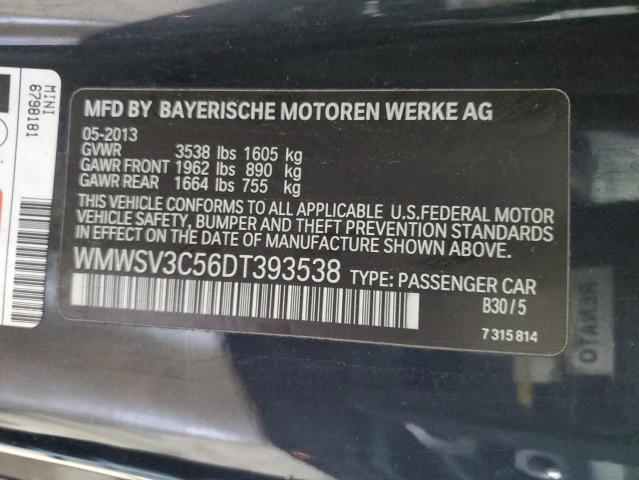 MINI
6798181
MFD BY BAYERISCHE MOTOREN WERKE AG
05-2013
GVWR 3538 lbs 1605 kg
GAWR FRONT 1962 lbs 890 kg
GAWR REAR 1664 lbs 755 kg
THIS VEHICLE CONFORMS TO ALL APPLICABLE U.S.FEDERAL MOTOR
VEHICLE SAFETY, BUMPER AND THEFT PREVENTION STANDARDS
IN EFFECT ON THE DATE OF MANUFACTURE SHOWN ABOVE.
WMWSV3C56DT393538 TYPE: PASSENGER CAR
B30/5
7 315 814
RENATO